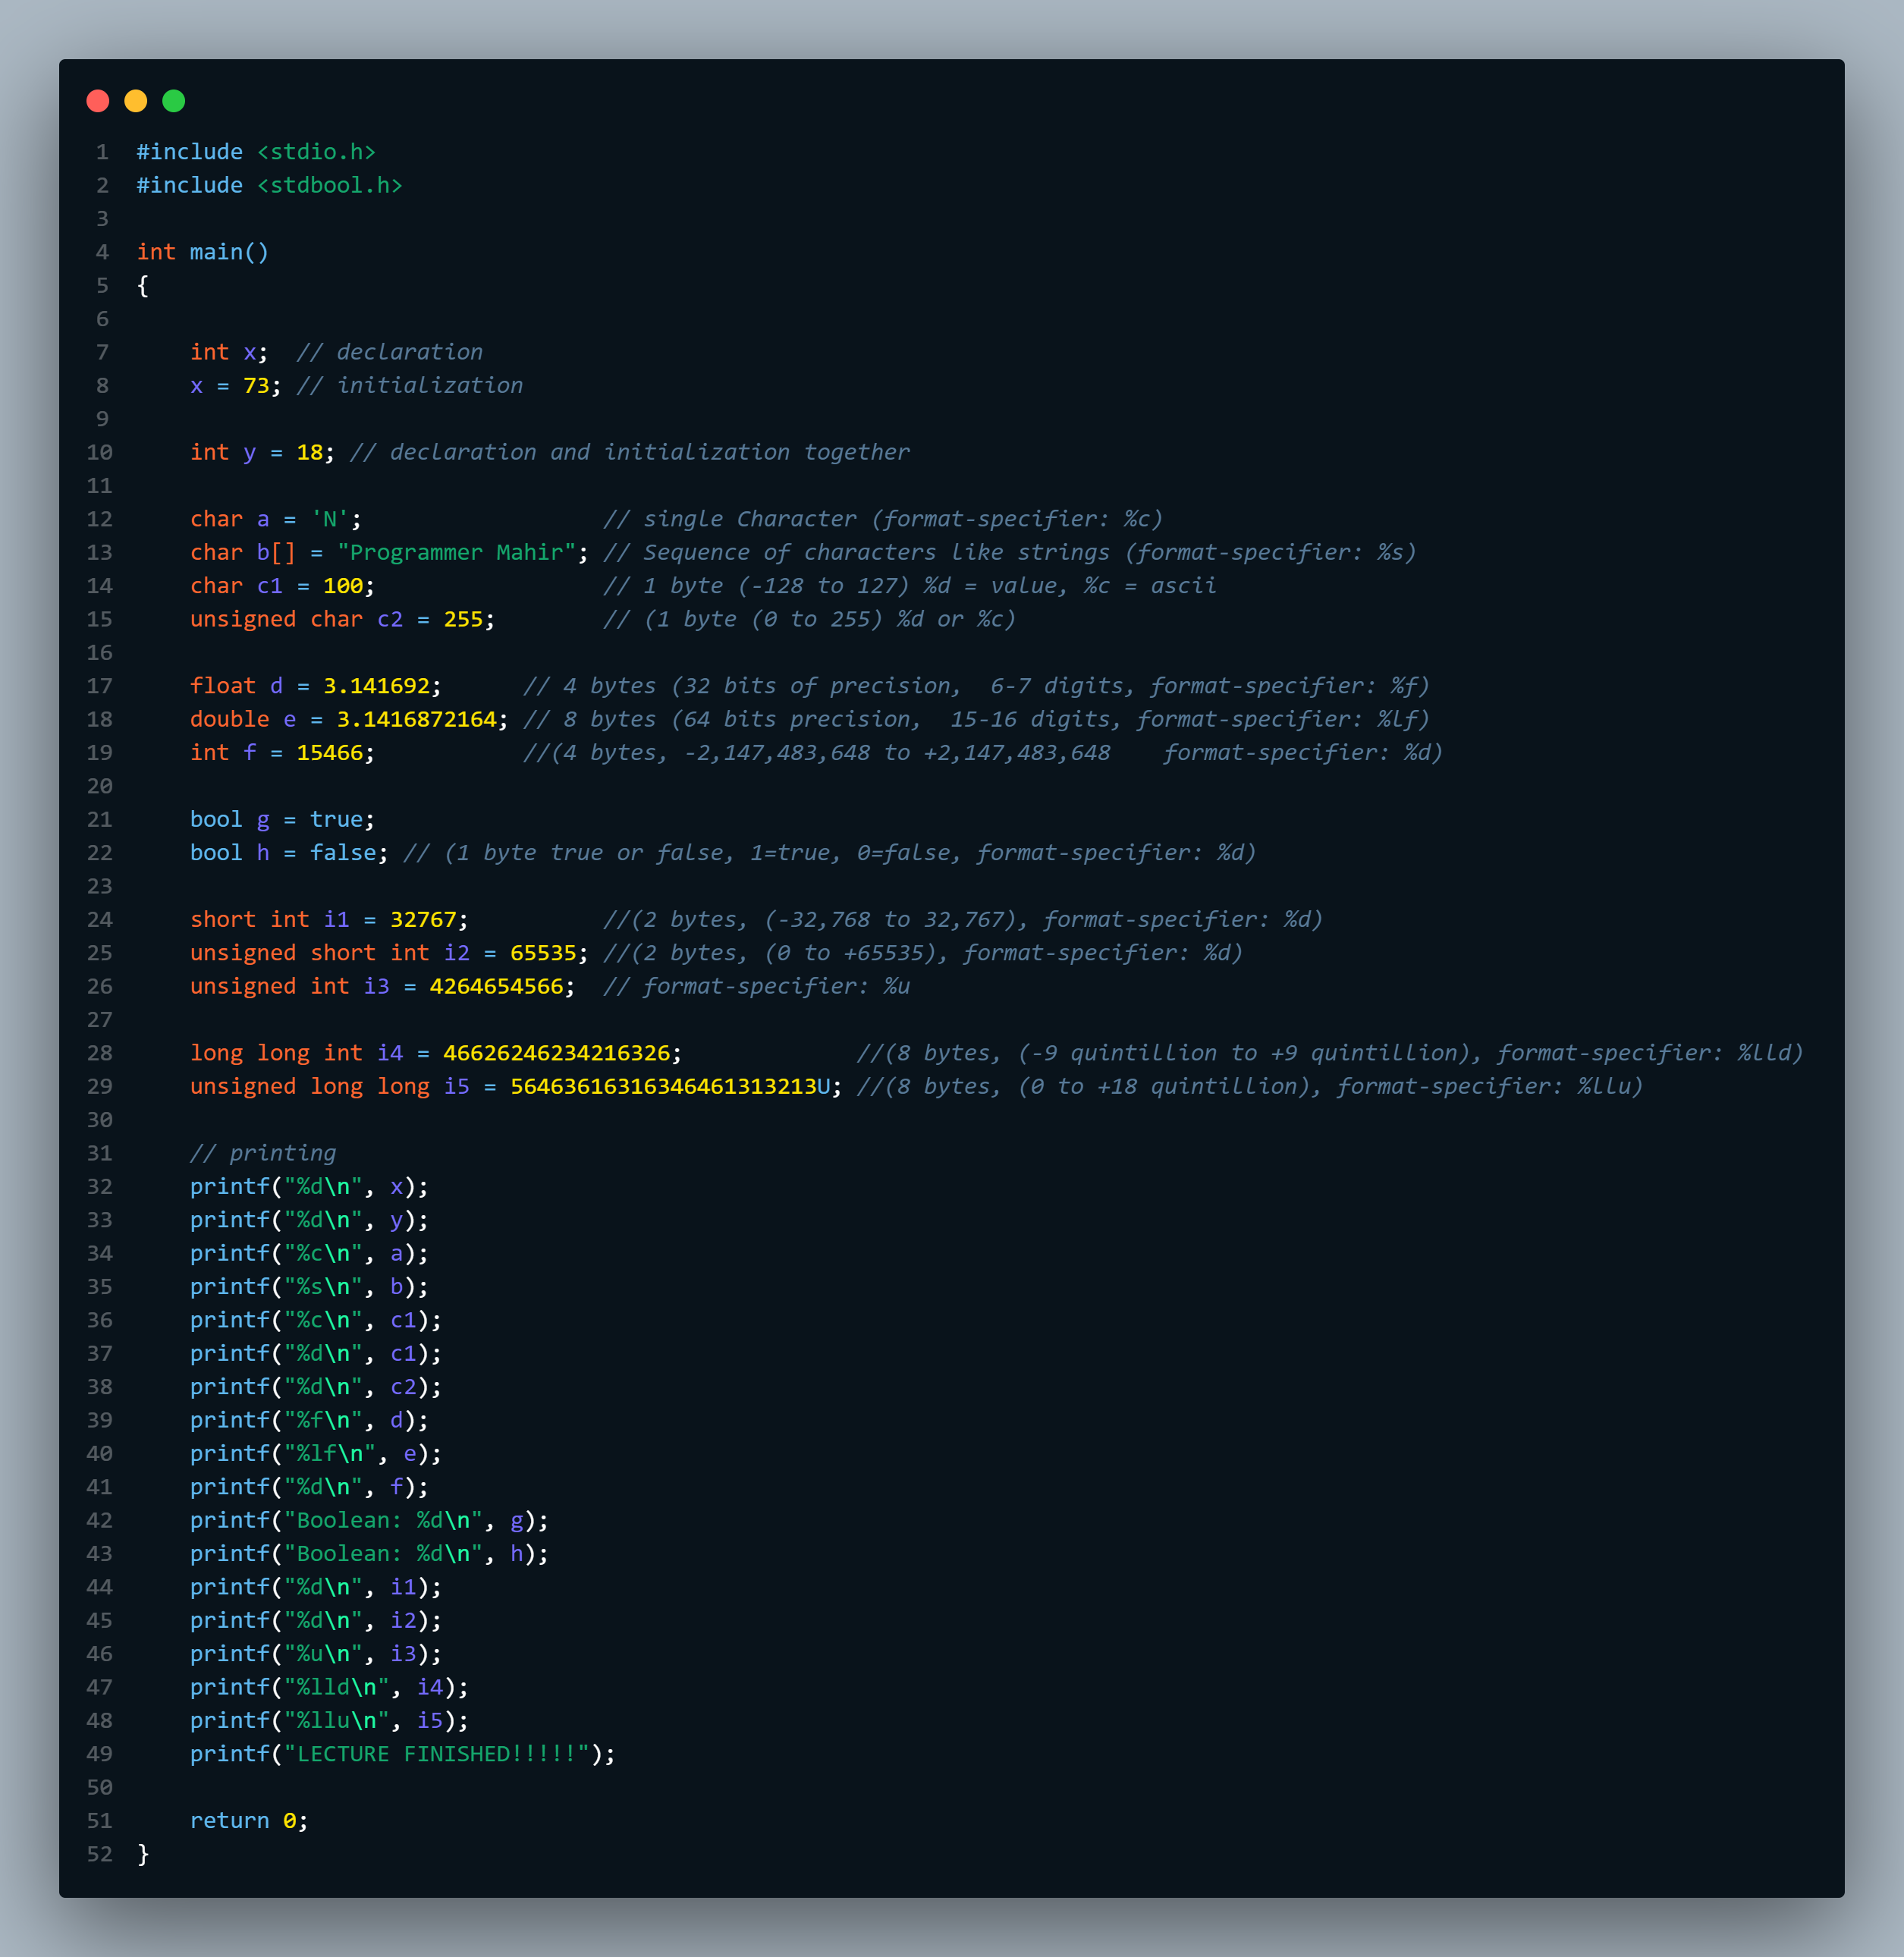 1 #include <stdio.h>
2 #include <stdbool.h>
3
4 int main()
5 {
6
7     int x;  // declaration
8     x = 73; // initialization
9
10     int y = 18; // declaration and initialization together
11
12     char a = 'N';                  // single Character (format-specifier: %c)
13     char b[] = "Programmer Mahir"; // Sequence of characters like strings (format-specifier: %s)
14     char c1 = 100;                 // 1 byte (-128 to 127) %d = value, %c = ascii
15     unsigned char c2 = 255;        // (1 byte (0 to 255) %d or %c)
16
17     float d = 3.141692;      // 4 bytes (32 bits of precision,  6-7 digits, format-specifier: %f)
18     double e = 3.1416872164; // 8 bytes (64 bits precision,  15-16 digits, format-specifier: %lf)
19     int f = 15466;           //(4 bytes, -2,147,483,648 to +2,147,483,648    format-specifier: %d)
20
21     bool g = true;
22     bool h = false; // (1 byte true or false, 1=true, 0=false, format-specifier: %d)
23
24     short int i1 = 32767;          //(2 bytes, (-32,768 to 32,767), format-specifier: %d)
25     unsigned short int i2 = 65535; //(2 bytes, (0 to +65535), format-specifier: %d)
26     unsigned int i3 = 4264654566;  // format-specifier: %u
27
28     long long int i4 = 46626246234216326;             //(8 bytes, (-9 quintillion to +9 quintillion), format-specifier: %lld)
29     unsigned long long i5 = 56463616316346461313213U; //(8 bytes, (0 to +18 quintillion), format-specifier: %llu)
30
31     // printing
32     printf("%d\n", x);
33     printf("%d\n", y);
34     printf("%c\n", a);
35     printf("%s\n", b);
36     printf("%c\n", c1);
37     printf("%d\n", c1);
38     printf("%d\n", c2);
39     printf("%f\n", d);
40     printf("%lf\n", e);
41     printf("%d\n", f);
42     printf("Boolean: %d\n", g);
43     printf("Boolean: %d\n", h);
44     printf("%d\n", i1);
45     printf("%d\n", i2);
46     printf("%u\n", i3);
47     printf("%lld\n", i4);
48     printf("%llu\n", i5);
49     printf("LECTURE FINISHED!!!!!");
50
51     return 0;
52 }